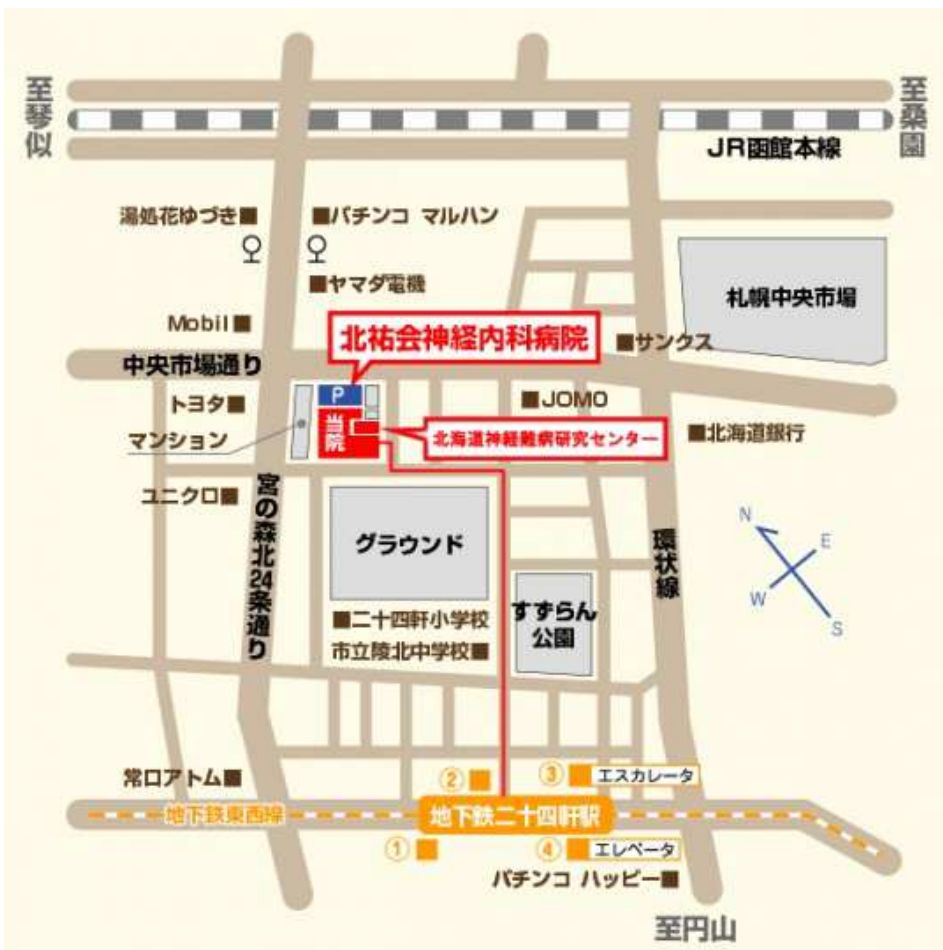 至琴似
至桑園
JR函館本線
湯処花ゆづき
パチンコ マルハン
ヤマダ電機
札幌中央市場
Mobil
北祐会神経内科病院
サンクス
中央市場通り
P
トヨタ
当院
JOMO
マンション
北海道神経難病研究センター
北海道銀行
ユニクロ
宮の森北24条通り
グラウンド
環状線
N
E
W
S
二十四軒小学校
すずらん
公園
市立陵北中学校
常口アトム
②
③
エスカレータ
地下鉄東西線
地下鉄二十四軒駅
①
④
エレベータ
パチンコ ハッピー
至円山